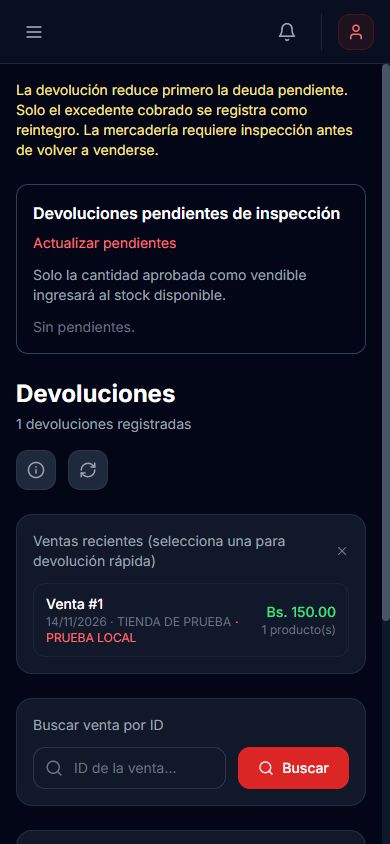 La devolución reduce primero la deuda pendiente.
Solo el excedente cobrado se registra como
reintegro. La mercadería requiere inspección antes
de volver a venderse.
Devoluciones pendientes de inspección
Actualizar pendientes
Solo la cantidad aprobada como vendible
ingresará al stock disponible.
Sin pendientes.
Devoluciones
1 devoluciones registradas
Ventas recientes (selecciona una para
devolución rápida)
Venta #1
14/11/2026 · TIENDA DE PRUEBA ·
PRUEBA LOCAL
Bs. 150.00
1 producto(s)
Buscar venta por ID
ID de la venta...
Buscar